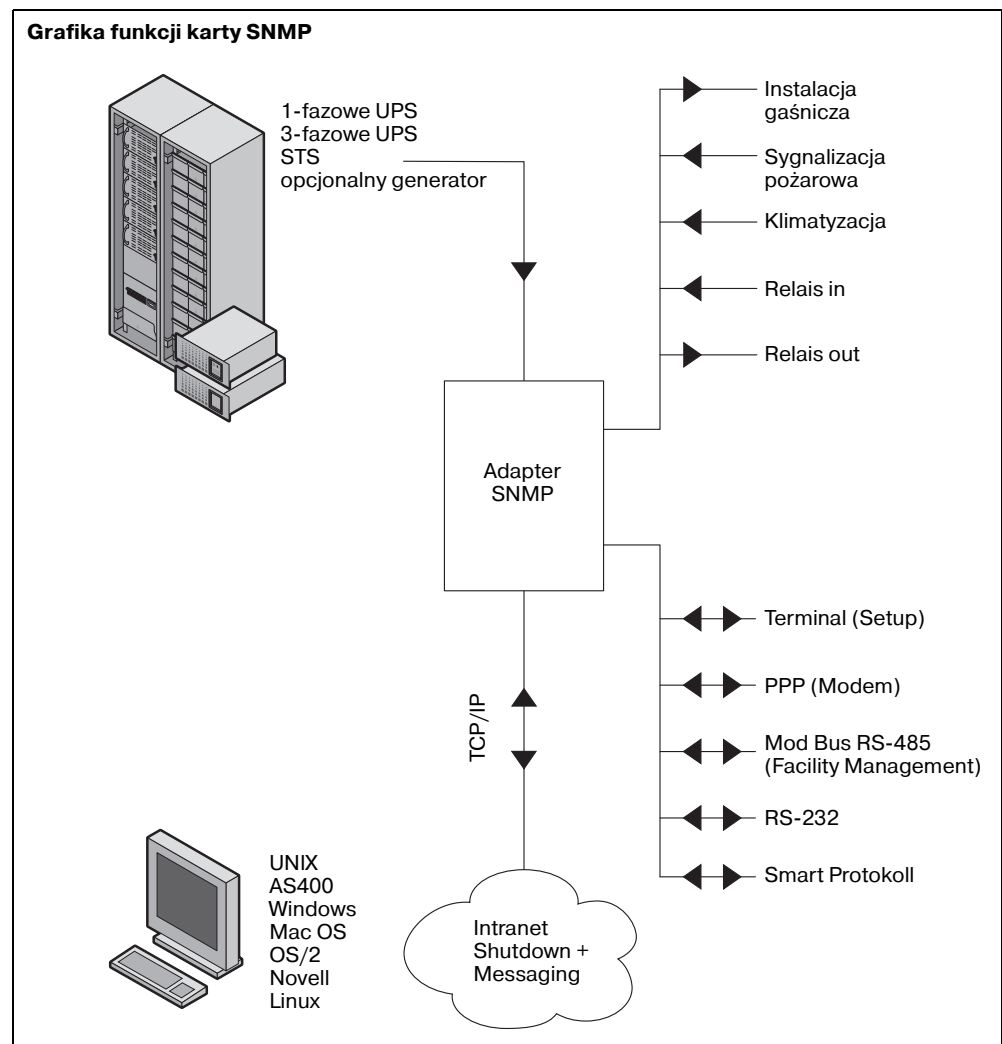 Grafika funkcji karty SNMP
1-fazowe UPS
3-fazowe UPS
STS
opcjonalny generator
Instalacja
gaśnicza
Sygnalizacja
pożarowa
Klimatyzacja
Relais in
Relais out
Adapter
SNMP
Terminal (Setup)
PPP (Modem)
Mod Bus RS-485
(Facility Management)
RS-232
Smart Protokoll
TCP/IP
UNIX
AS400
Windows
Mac OS
OS/2
Novell
Linux
Intranet
Shutdown +
Messaging